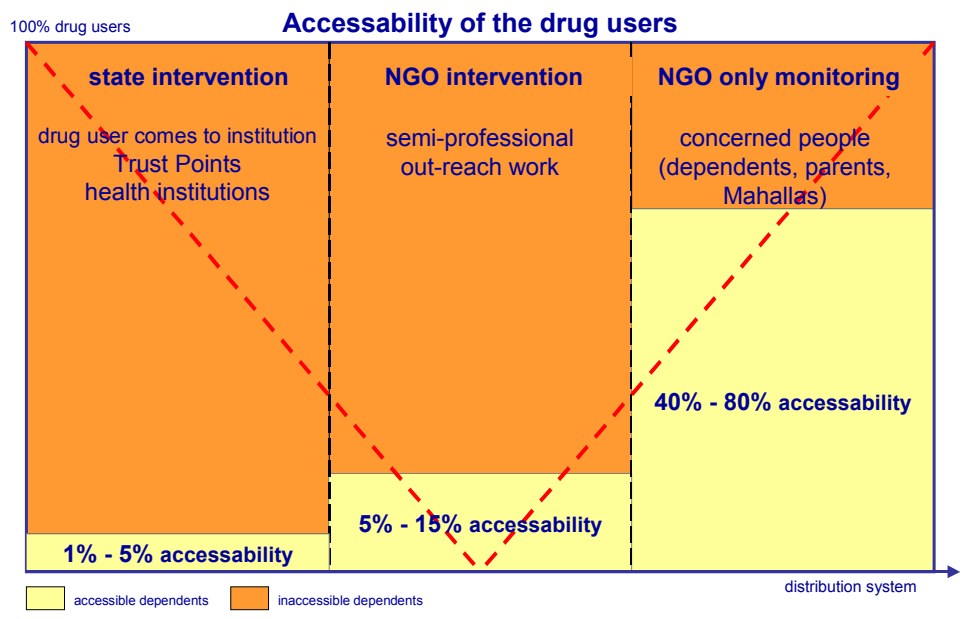 Accessability of the drug users
100% drug users
state intervention
drug user comes to institution
Trust Points
health institutions
1% - 5% accessability
NGO intervention
semi-professional
out-reach work
5% - 15% accessability
NGO only monitoring
concerned people
(dependents, parents,
Mahallas)
40% - 80% accessability
distribution system
accessible dependents
inaccessible dependents